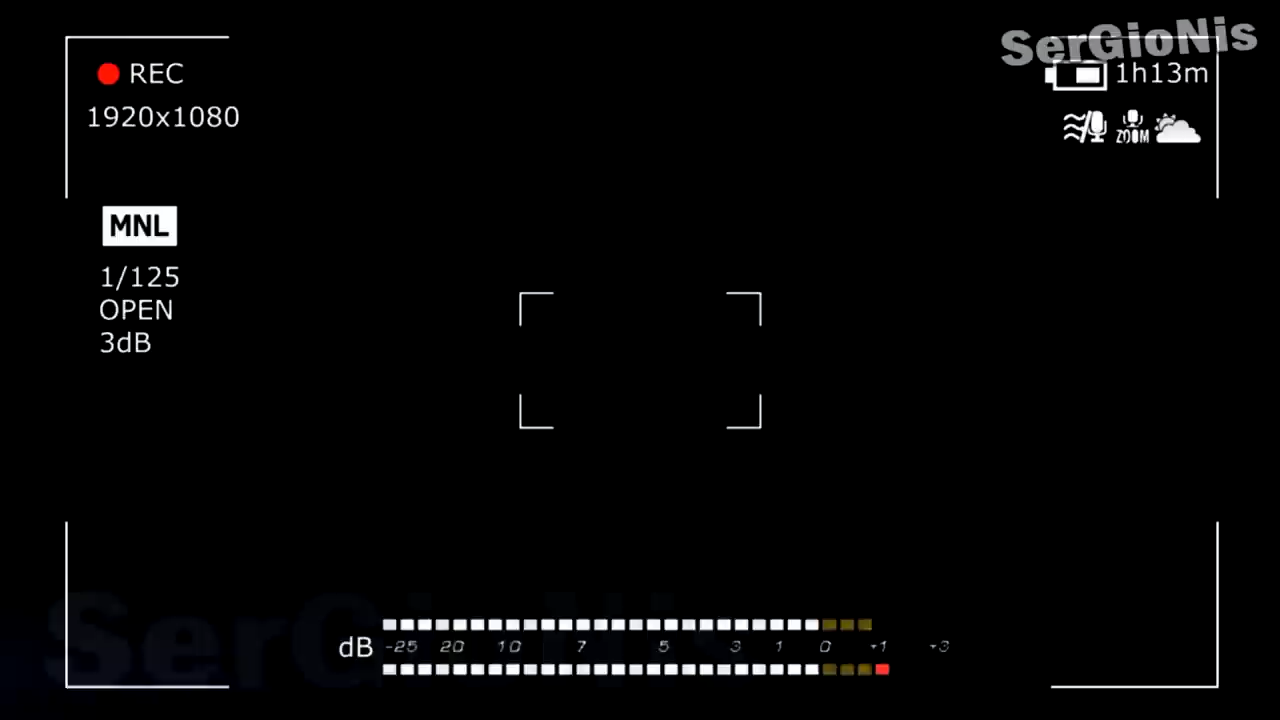 SerGioNis
REC
1h13m
1920x1080
ZOOM
MNL
1/125
OPEN
3dB
SerGioNis
dB -25 20 10 7 5 3 1 0 +1 +3